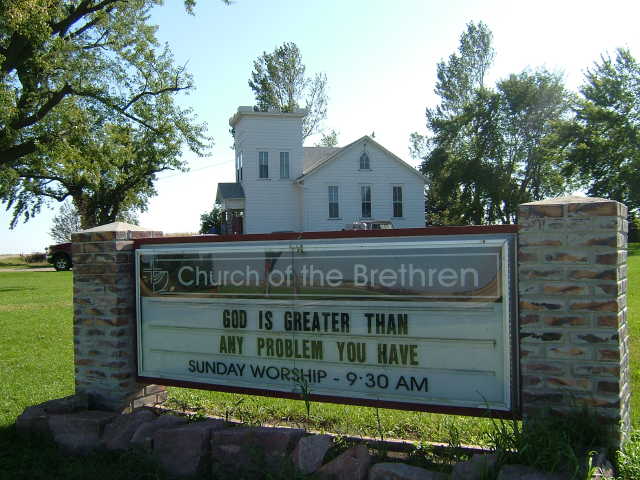 Church of the Brethren
GOD IS GREATER THAN
ANY PROBLEM YOU HAVE
SUNDAY WORSHIP - 9:30 AM